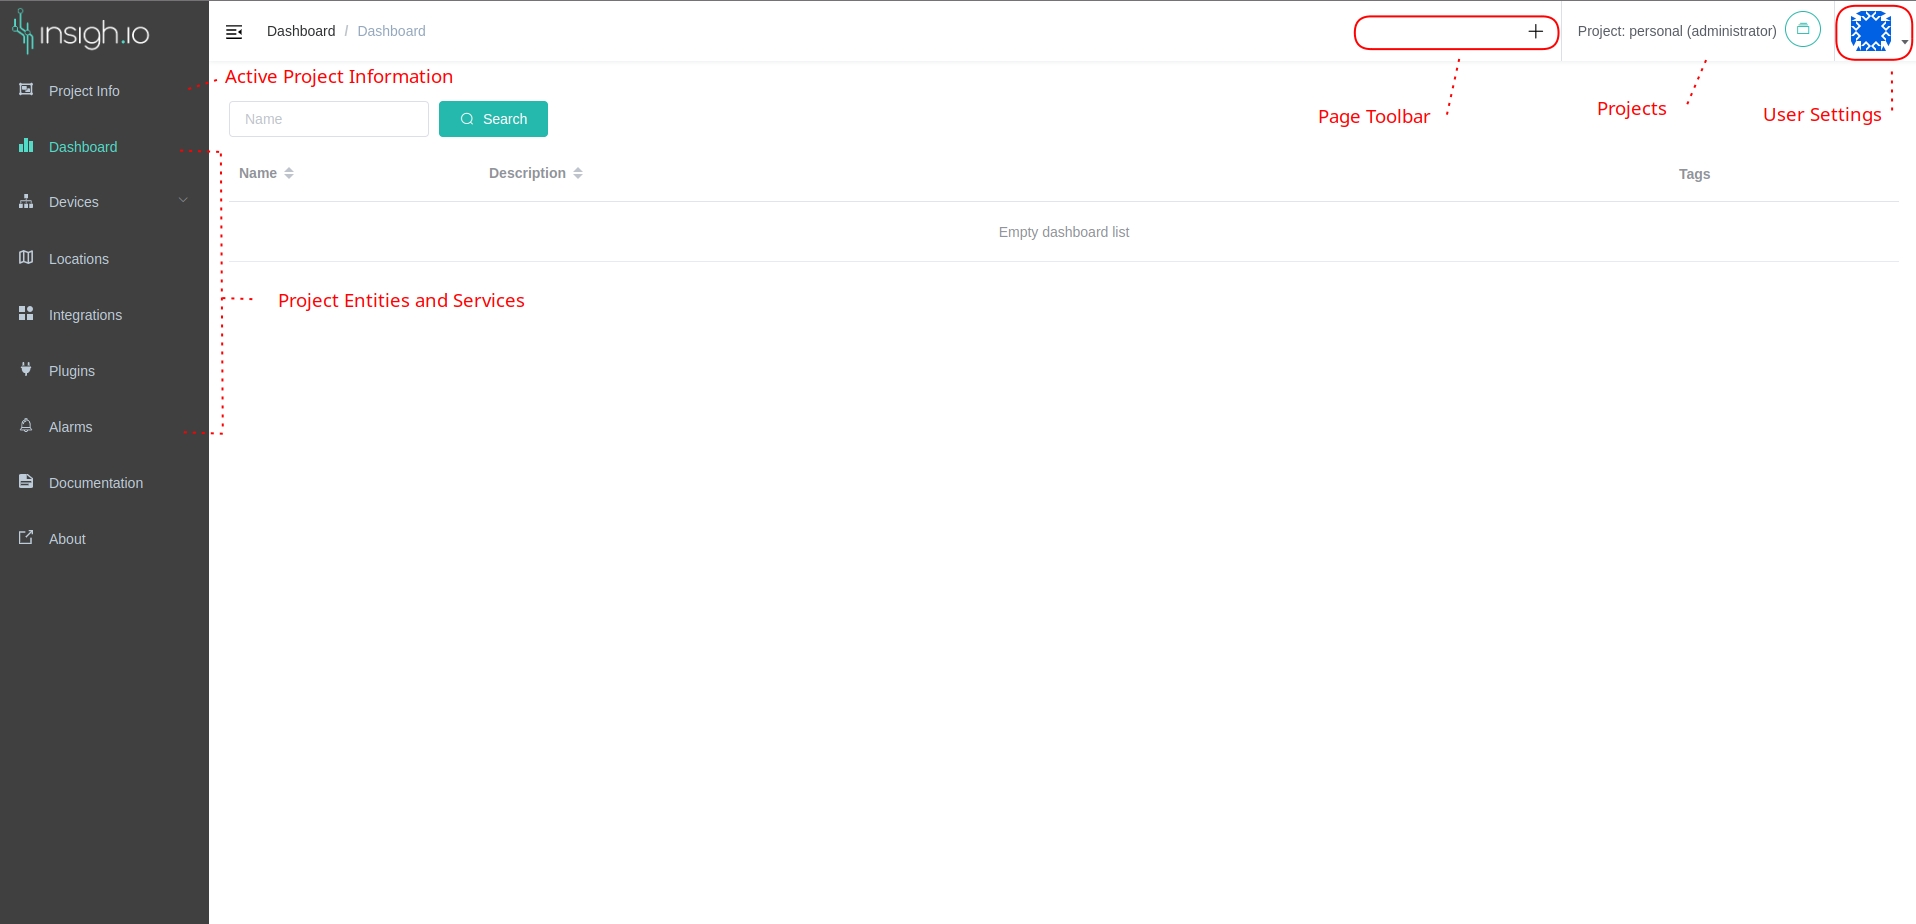 insigh.io
Dashboard / Dashboard
Project: personal (administrator)
Project Info
Dashboard
Devices
Locations
Integrations
Plugins
Alarms
Documentation
About
Active Project Information
Page Toolbar
Projects
User Settings
Name
Search
Name
Description
Tags
Empty dashboard list
Project Entities and Services